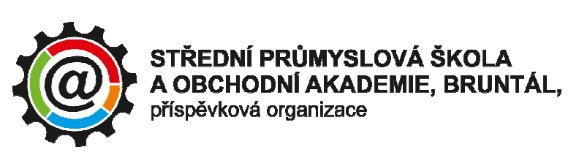 @
STŘEDNÍ PRŮMYSLOVÁ ŠKOLA
A OBCHODNÍ AKADEMIE, BRUNTÁL,
příspěvková organizace